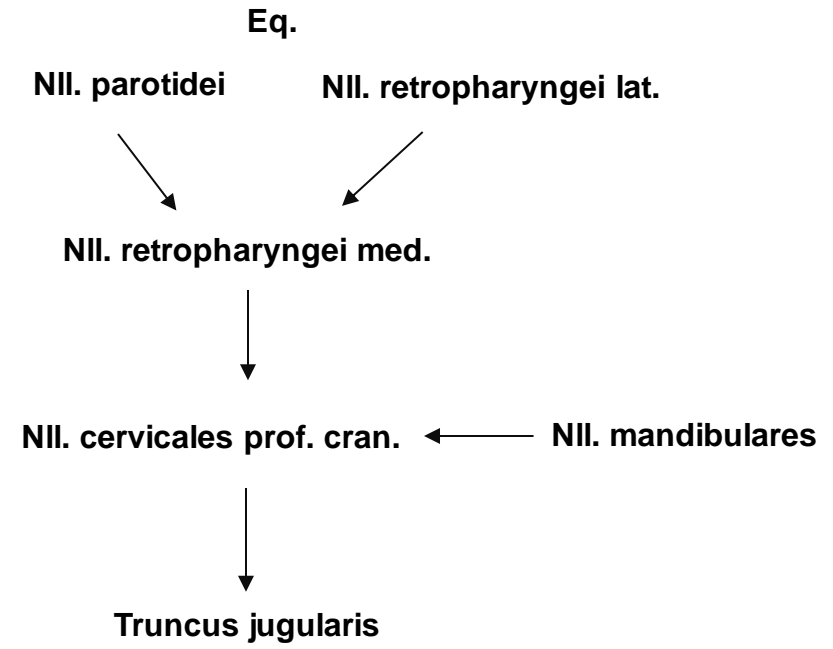 Eq.
Nll. parotidei
Nll. retropharyngei lat.
Nll. retropharyngei med.
Nll. cervicales prof. cran.
Nll. mandibulares
Truncus jugularis